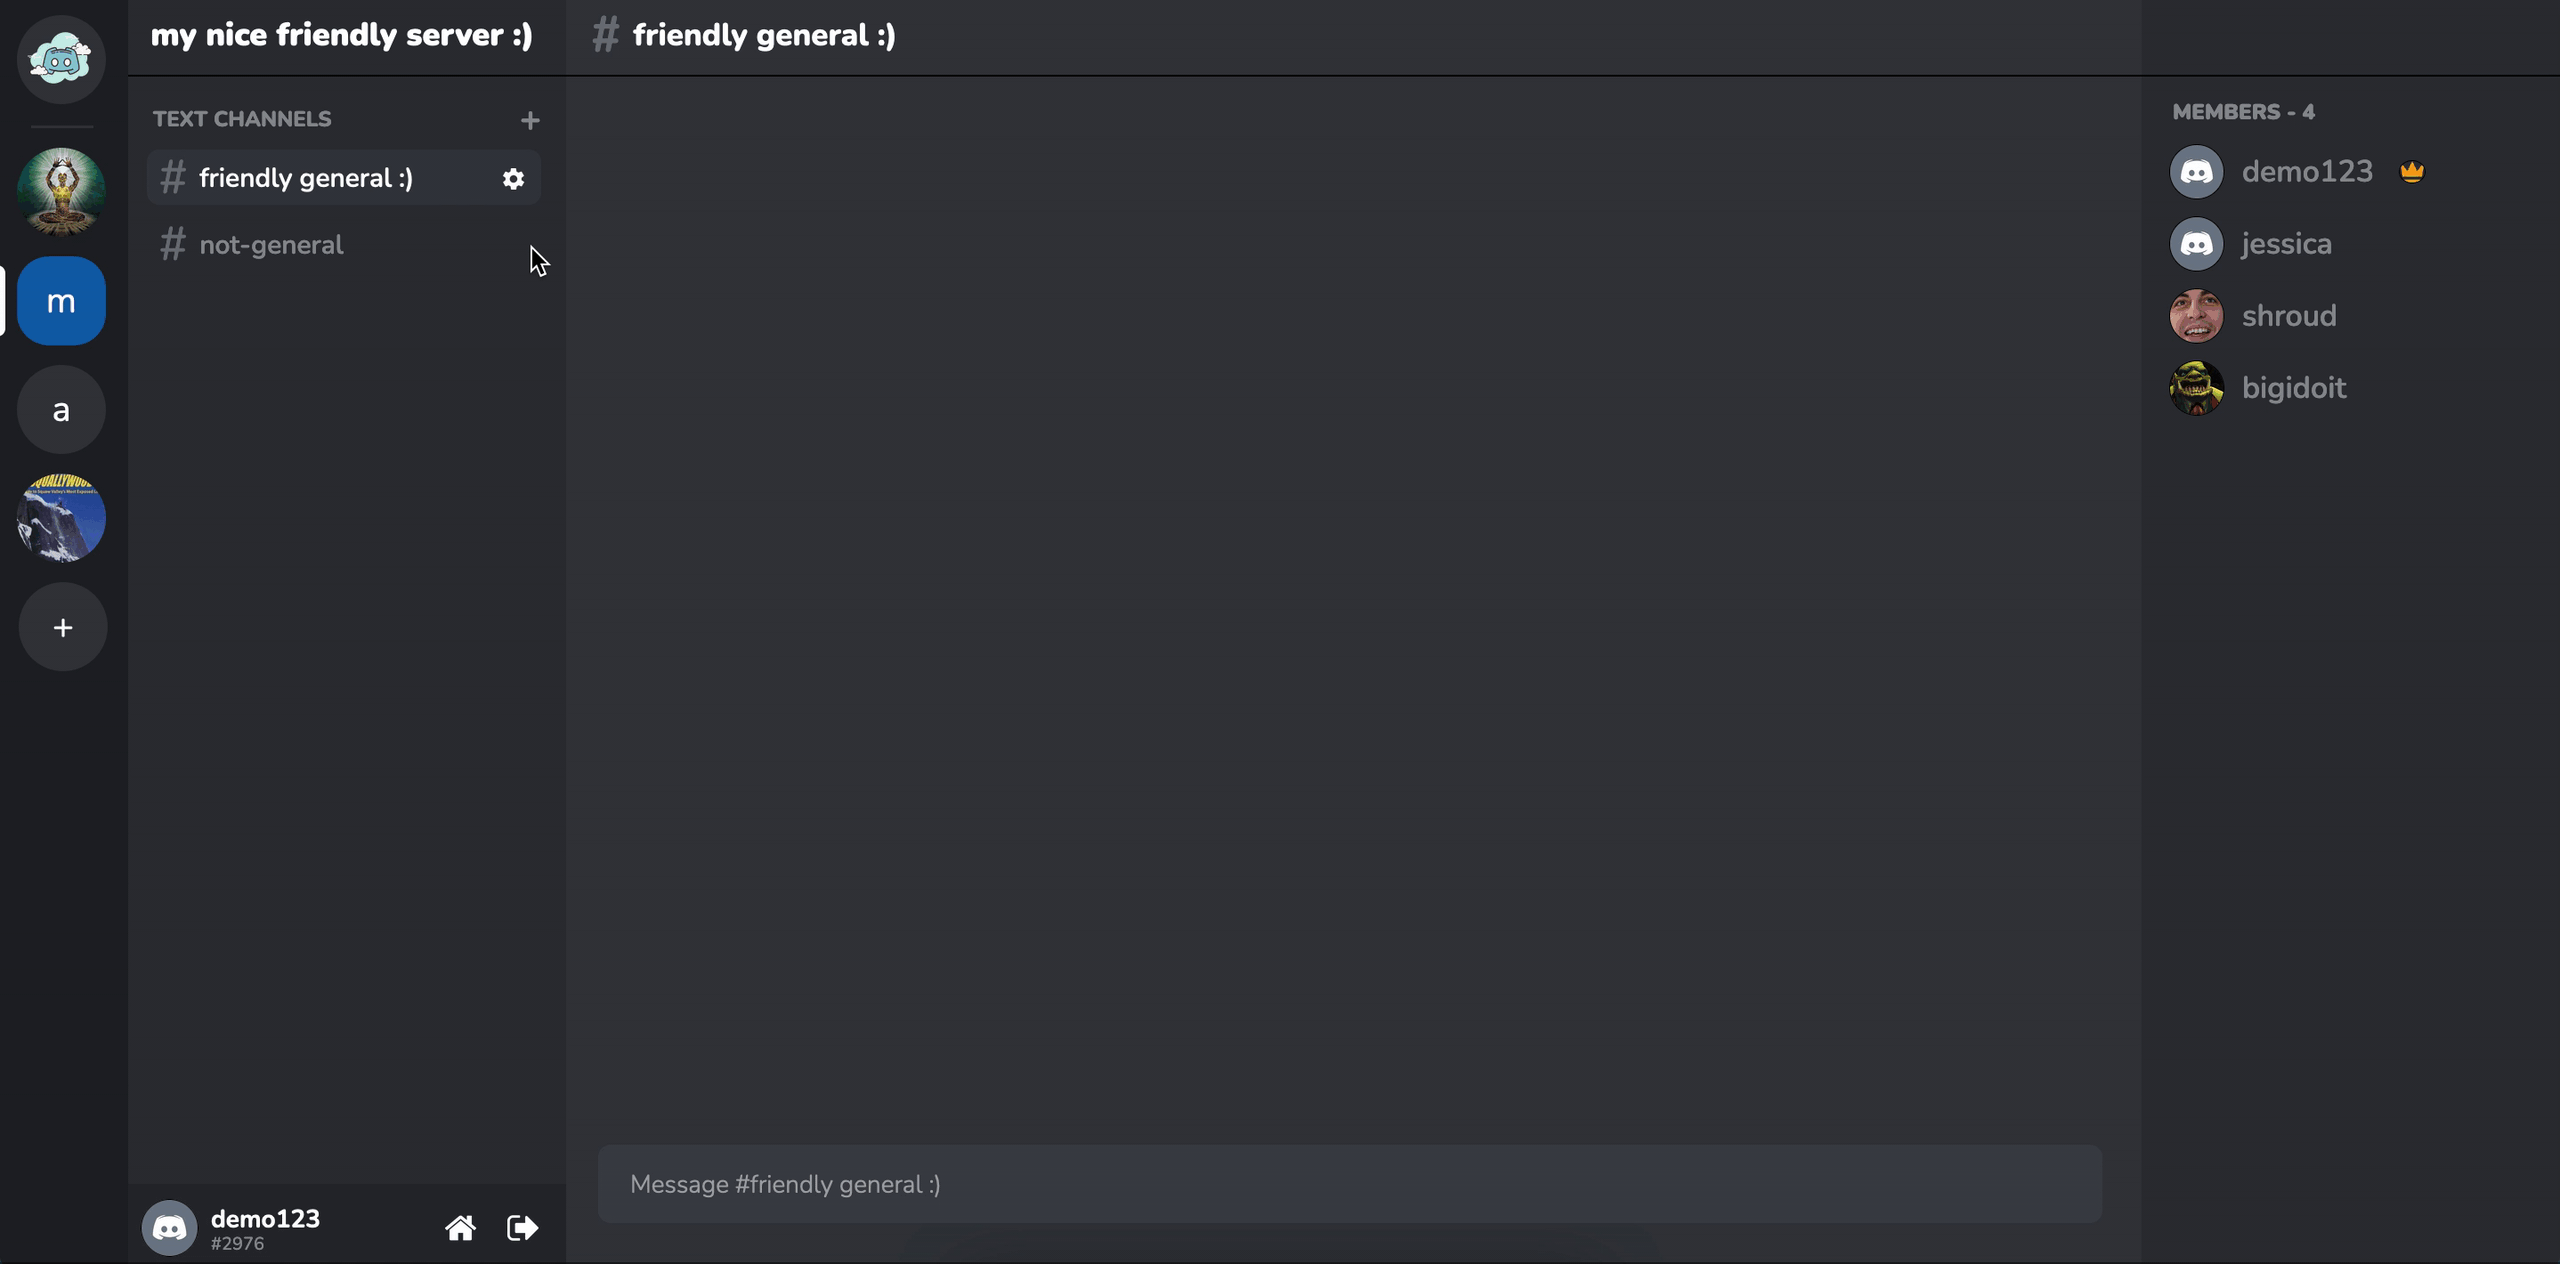 my nice friendly server :)
# friendly general :)
TEXT CHANNELS +
# friendly general :)
# not-general
m
a
+
MEMBERS - 4
demo123
jessica
shroud
bigidoit
Message #friendly general :)
demo123
#2976